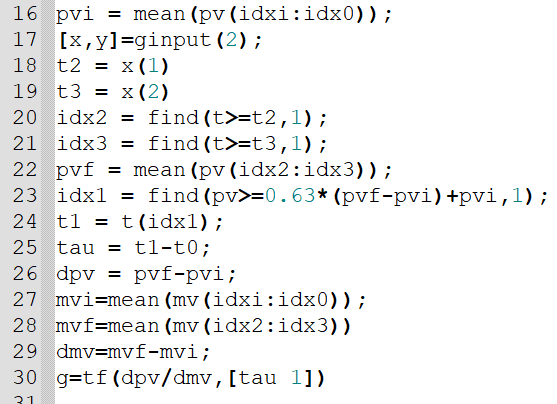 16 pvi = mean(pv(idxi:idx0));
17 [x,y]=ginput(2);
18 t2 = x(1)
19 t3 = x(2)
20 idx2 = find(t>=t2,1);
21 idx3 = find(t>=t3,1);
22 pvf = mean(pv(idx2:idx3));
23 idx1 = find(pv>=0.63*(pvf-pvi)+pvi,1);
24 t1 = t(idx1);
25 tau = t1-t0;
26 dpv = pvf-pvi;
27 mvi=mean(mv(idxi:idx0));
28 mvf=mean(mv(idx2:idx3))
29 dmv=mvf-mvi;
30 g=tf(dpv/dmv,[tau 1])
31